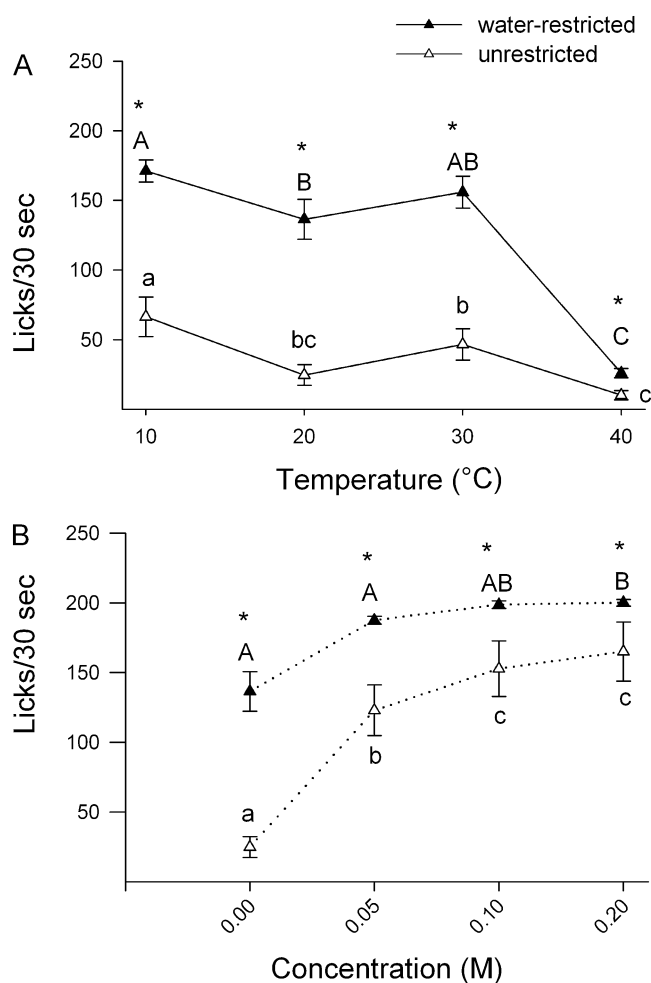 water-restricted
unrestricted
A
250
200
150
100
50
Licks/30 sec
* * * *
A B AB C
a bc b c
10 20 30 40
Temperature (°C)
B
250
200
150
100
50
Licks/30 sec
* * * *
A A AB B
a b c c
0.00 0.05 0.10 0.20
Concentration (M)